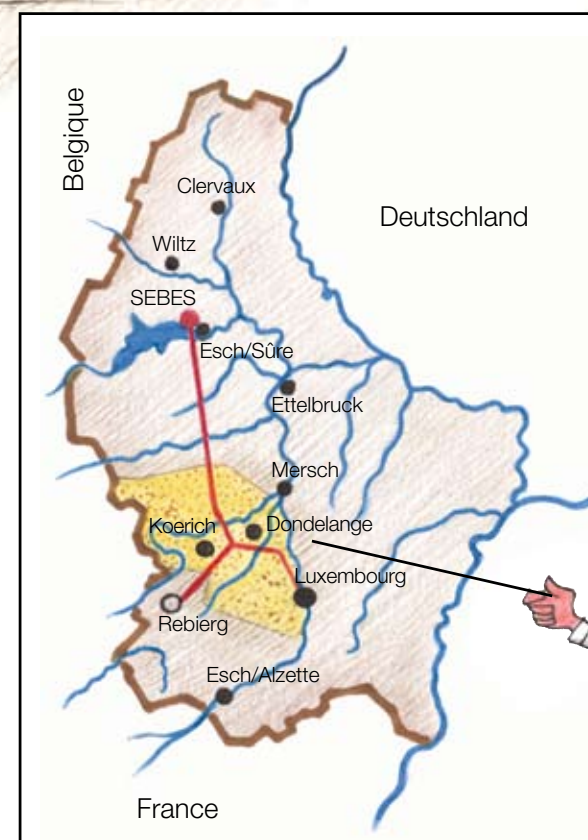 Belgique
Deutschland
Clervaux
Wiltz
SEBES
Esch/Sûre
Ettelbruck
Mersch
Koerich
Dondelange
Luxembourg
Rebierg
Esch/Alzette
France